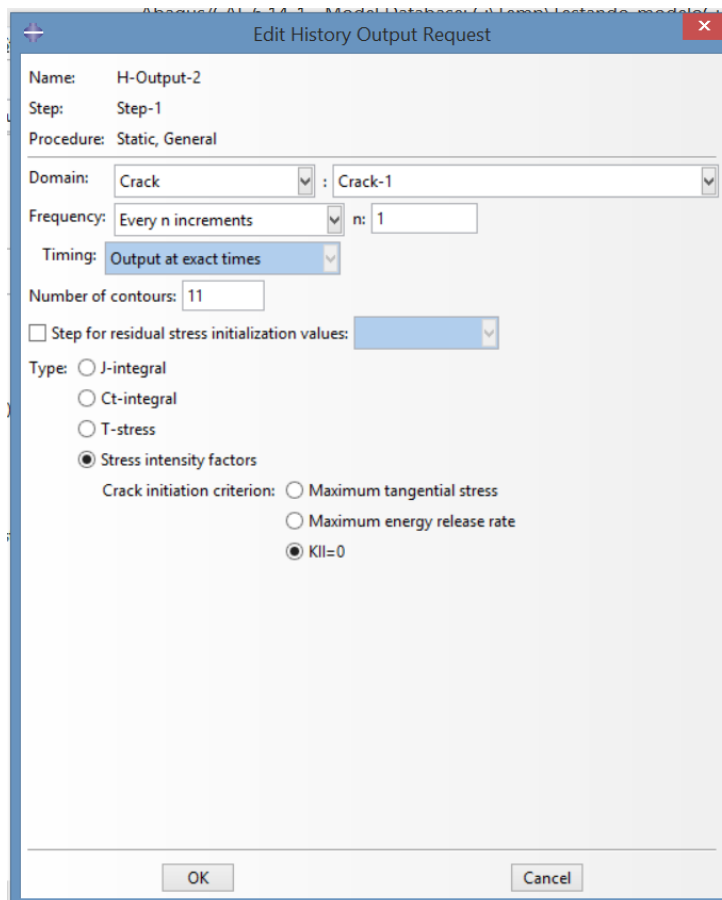 Edit History Output Request
Name: H-Output-2
Step: Step-1
Procedure: Static, General
Domain: Crack : Crack-1
Frequency: Every n increments n: 1
Timing: Output at exact times
Number of contours: 11
Step for residual stress initialization values:
Type: J-integral
Ct-integral
T-stress
Stress intensity factors
Crack initiation criterion: Maximum tangential stress
Maximum energy release rate
KII=0
OK Cancel